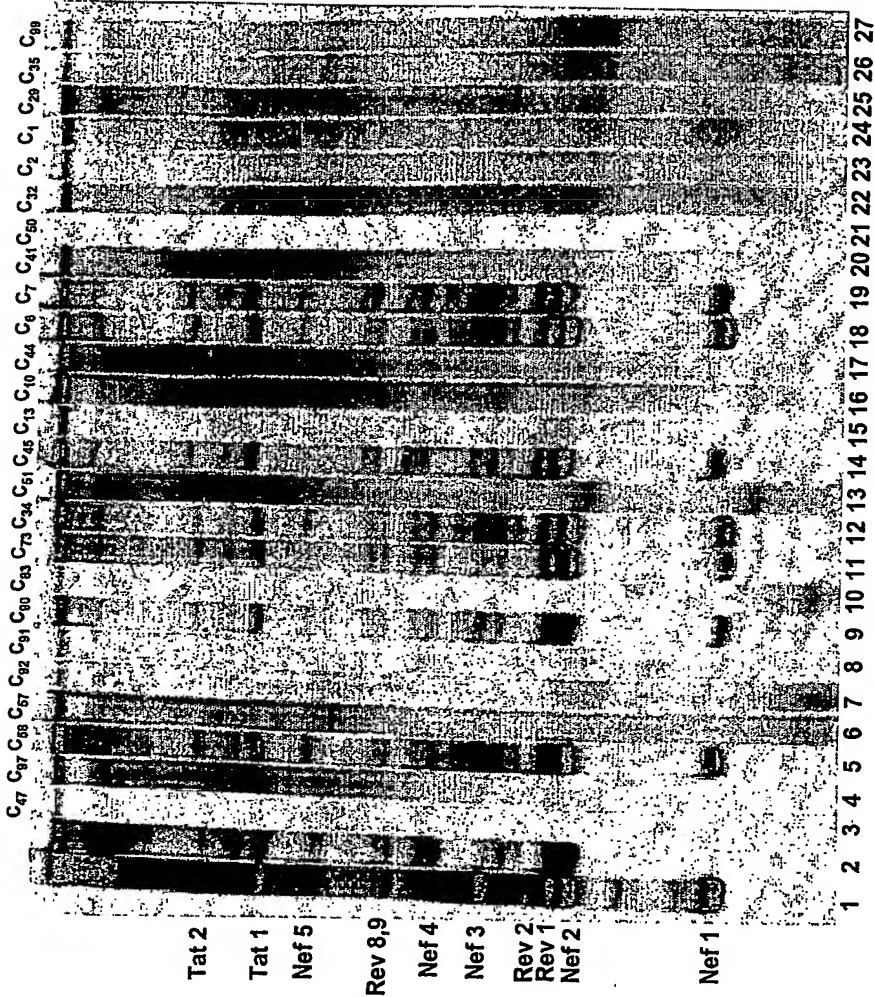 C₄₇ C₉₇ C₅₇ C₉₂ C₉₁ C₇₃ C₃₄ C₅₁ C₄₅ C₁₃ C₁₀ C₄₄ C₆ C₇ C₄₁ C₅₀ C₃₂ C₂ C₁ C₂₉ C₃₅ C₉₉
Tat 2
Tat 1
Nef 5
Rev 8,9
Nef 4
Nef 3
Rev 2
Rev 1
Nef 2
Nef 1
1 2 3 4 5 6 7 8 9 10 11 12 13 14 15 16 17 18 19 20 21 22 23 24 25 26 27